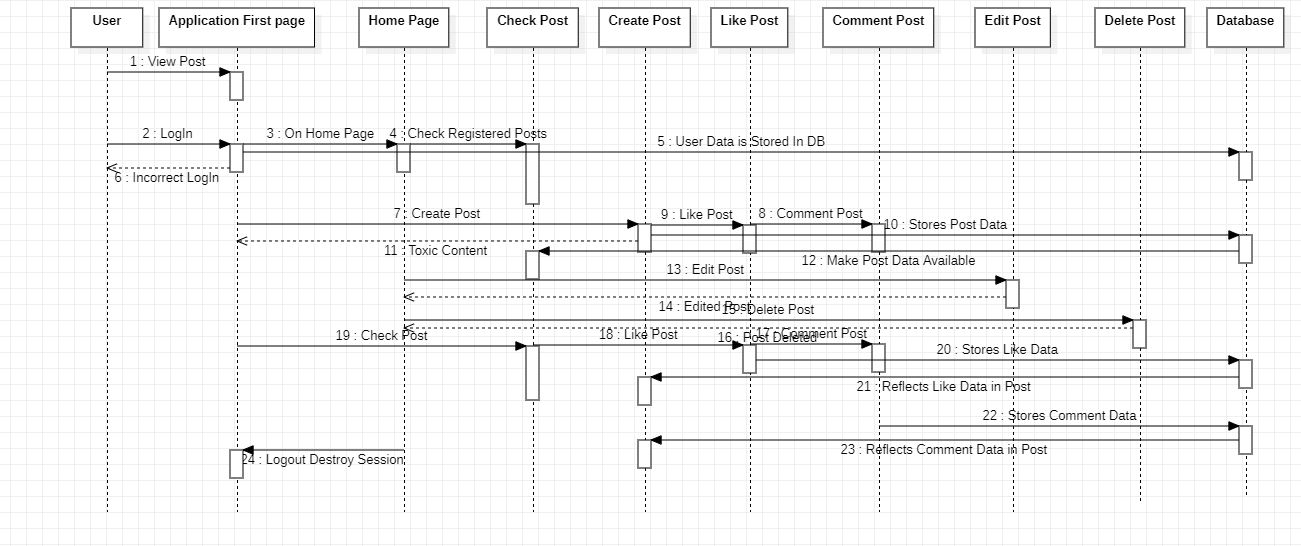 User
Application First page
Home Page
Check Post
Create Post
Like Post
Comment Post
Edit Post
Delete Post
Database
1 : View Post
2 : LogIn
3 : On Home Page
4 : Check Registered Posts
5 : User Data is Stored In DB
6 : Incorrect LogIn
7 : Create Post
9 : Like Post
8 : Comment Post
10 : Stores Post Data
11 : Toxic Content
12 : Make Post Data Available
13 : Edit Post
14 : Edited Post
15 : Delete Post
19 : Check Post
18 : Like Post
16 : Post Deleted
17 : Comment Post
20 : Stores Like Data
21 : Reflects Like Data in Post
22 : Stores Comment Data
23 : Reflects Comment Data in Post
24 : Logout Destroy Session